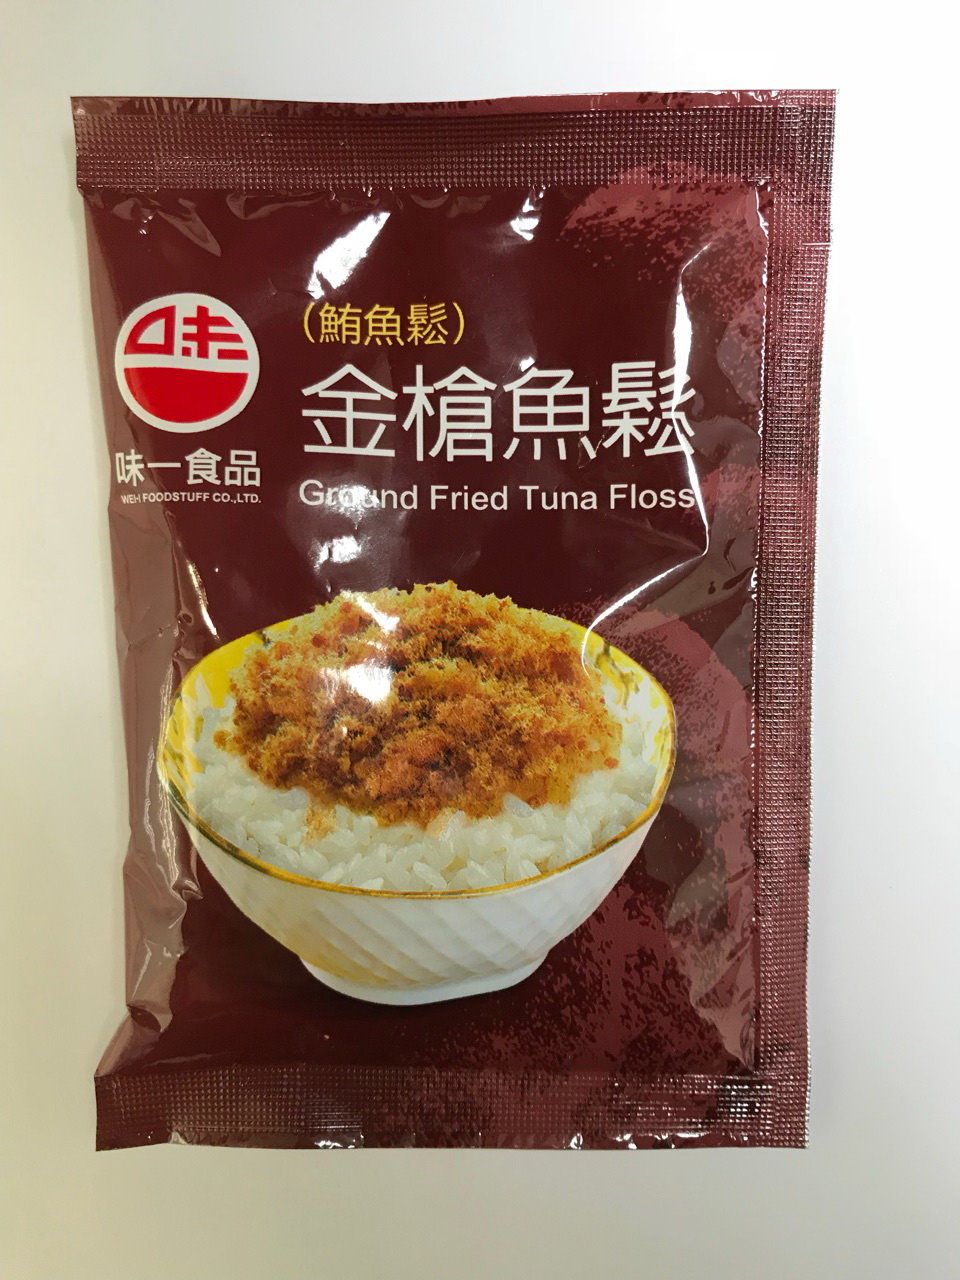 味
(鮪魚鬆)
金槍魚鬆
Ground Fried Tuna Floss
味一食品
WEI-I FOODSTUFF CO.,LTD.